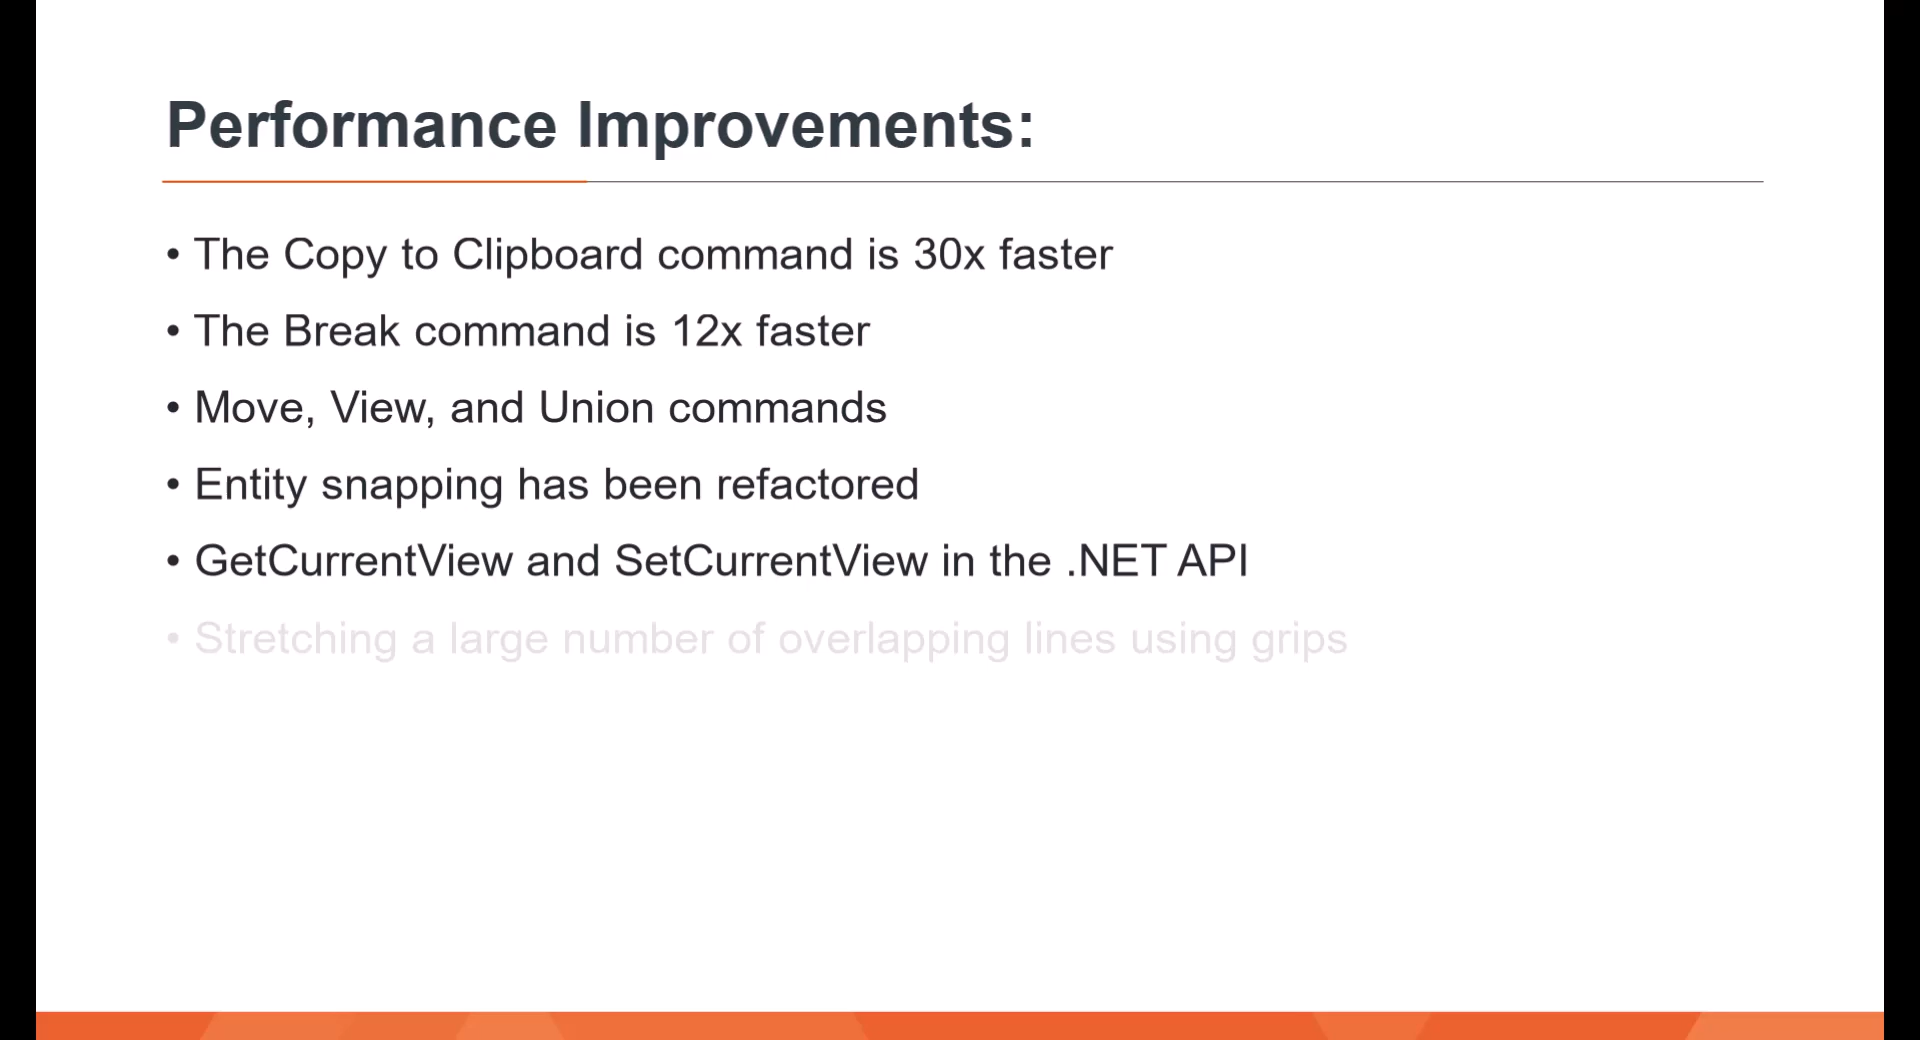 Performance Improvements:
• The Copy to Clipboard command is 30x faster
• The Break command is 12x faster
• Move, View, and Union commands
• Entity snapping has been refactored
• GetCurrentView and SetCurrentView in the .NET API
• Stretching a large number of overlapping lines using grips